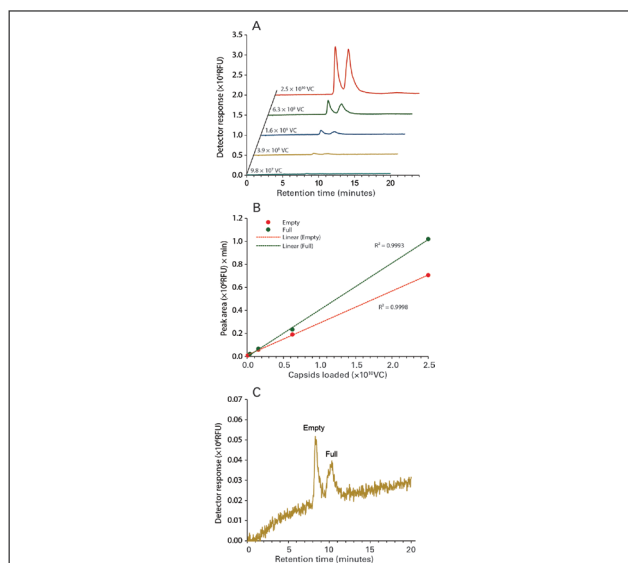 A
Detector response (×10⁶RFU)
3.5
3.0
2.5
2.0
1.5
1.0
0.5
0
2.5 × 10¹⁰ VC
6.3 × 10⁹ VC
1.6 × 10⁹ VC
3.9 × 10⁸ VC
9.8 × 10⁷ VC
0 5 10 15 20
Retention time (minutes)
B
Peak area (×10⁶RFU) × min)
1.2
1.0
0.8
0.6
0.4
0.2
0.0
Empty
Full
Linear (Empty)
Linear (Full)
R² = 0.9993
R² = 0.9998
0.0 0.5 1.0 1.5 2.0 2.5
Capsids loaded (×10¹⁰VC)
C
Detector response (×10⁶RFU)
0.07
0.06
0.05
0.04
0.03
0.02
0.01
0
Empty
Full
0 5 10 15 20
Retention time (minutes)